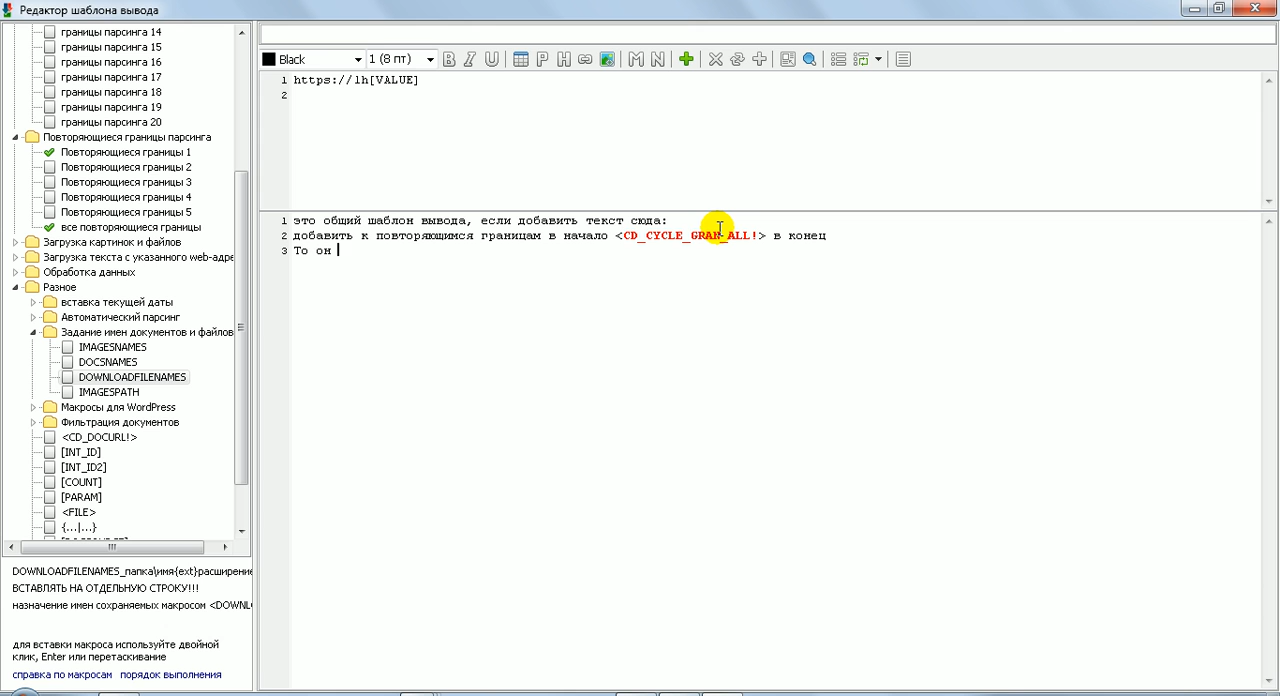 Редактор шаблона вывода
границы парсинга 14
границы парсинга 15
границы парсинга 16
границы парсинга 17
границы парсинга 18
границы парсинга 19
границы парсинга 20
Повторяющиеся границы парсинга
Повторяющиеся границы 1
Повторяющиеся границы 2
Повторяющиеся границы 3
Повторяющиеся границы 4
Повторяющиеся границы 5
все повторяющиеся границы
Загрузка картинок и файлов
Загрузка текста с указанного web-адре
Обработка данных
Разное
вставка текущей даты
Автоматический парсинг
Задание имен документов и файлов
IMAGESNAMES
DOCSNAMES
DOWNLOADFILENAMES
IMAGESPATH
Макросы для WordPress
Фильтрация документов
<CD_DOCURL!>
[INT_ID]
[INT_ID2]
[COUNT]
[PARAM]
<FILE>
{...|...}
DOWNLOADFILENAMES_папка\имя{ext}расширение
ВСТАВЛЯТЬ НА ОТДЕЛЬНУЮ СТРОКУ!!!
назначение имен сохраняемых макросом <DOWNL
для вставки макроса используйте двойной
клик, Enter или перетаскивание
справка по макросам порядок выполнения
Black 1 (8 пт) B I U P H M N
1 https://lh[VALUE]
2
1 это общий шаблон вывода, если добавить текст сюда:
2 добавить к повторяющимся границам в начало <CD_CYCLE_GRAN_ALL!> в конец
3 То он